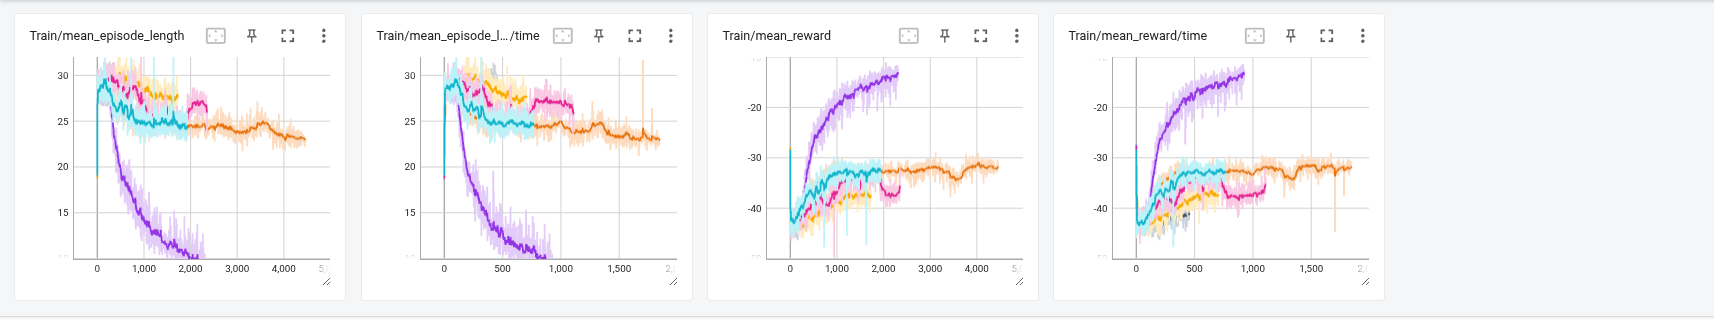 Train/mean_episode_length
30
25
20
15
10
0 1,000 2,000 3,000 4,000
Train/mean_episode_l.../time
30
25
20
15
10
0 500 1,000 1,500
Train/mean_reward
-20
-30
-40
0 1,000 2,000 3,000 4,000
Train/mean_reward/time
-20
-30
-40
0 500 1,000 1,500